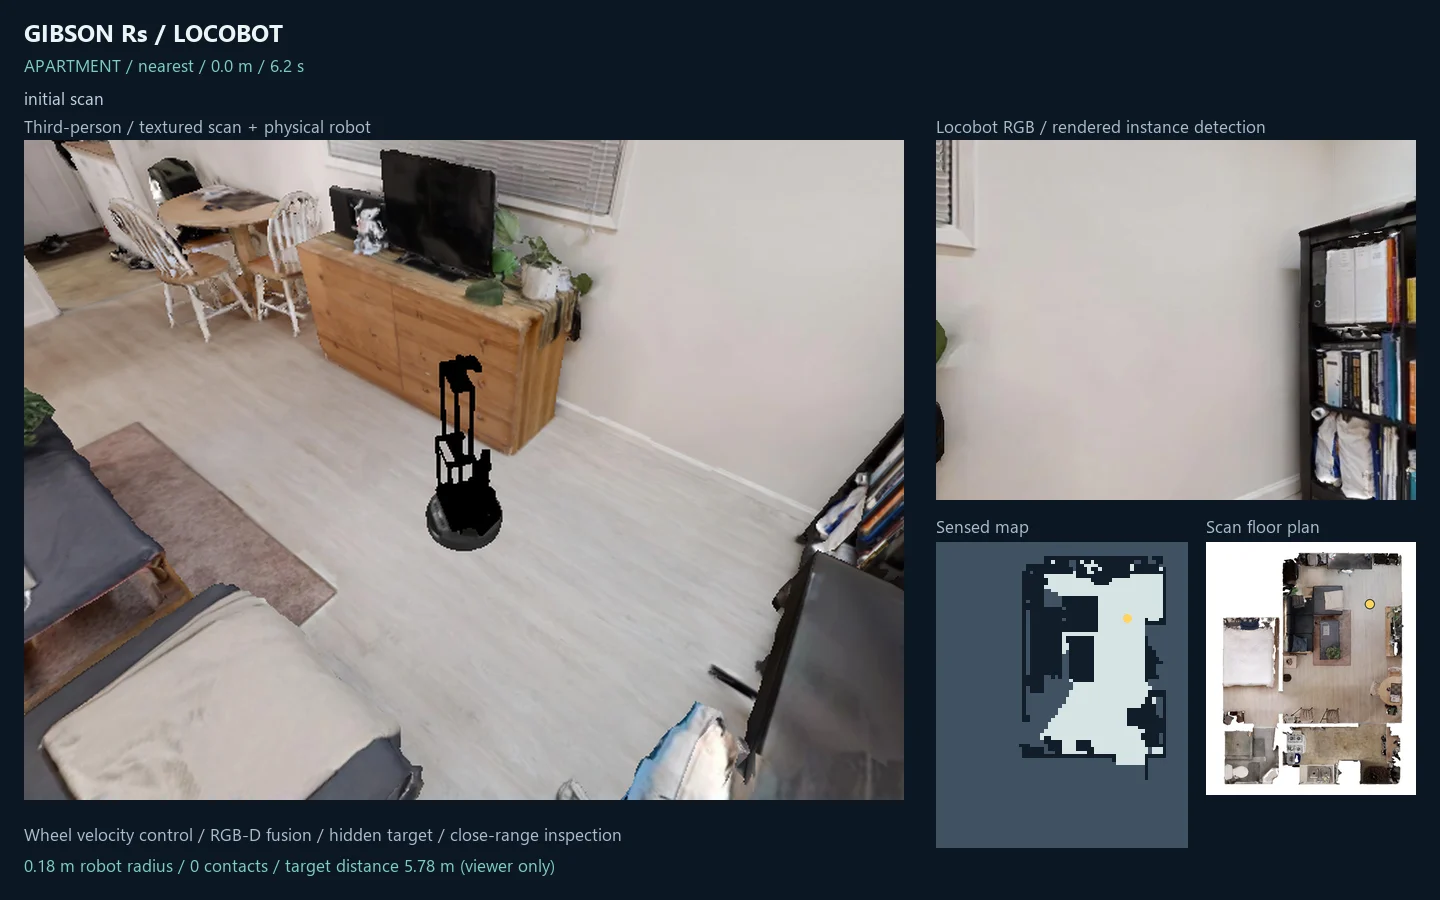 GIBSON Rs / LOCOBOT
APARTMENT / nearest / 0.0 m / 6.2 s
initial scan
Third-person / textured scan + physical robot
Locobot RGB / rendered instance detection
Sensed map
Scan floor plan
Wheel velocity control / RGB-D fusion / hidden target / close-range inspection
0.18 m robot radius / 0 contacts / target distance 5.78 m (viewer only)